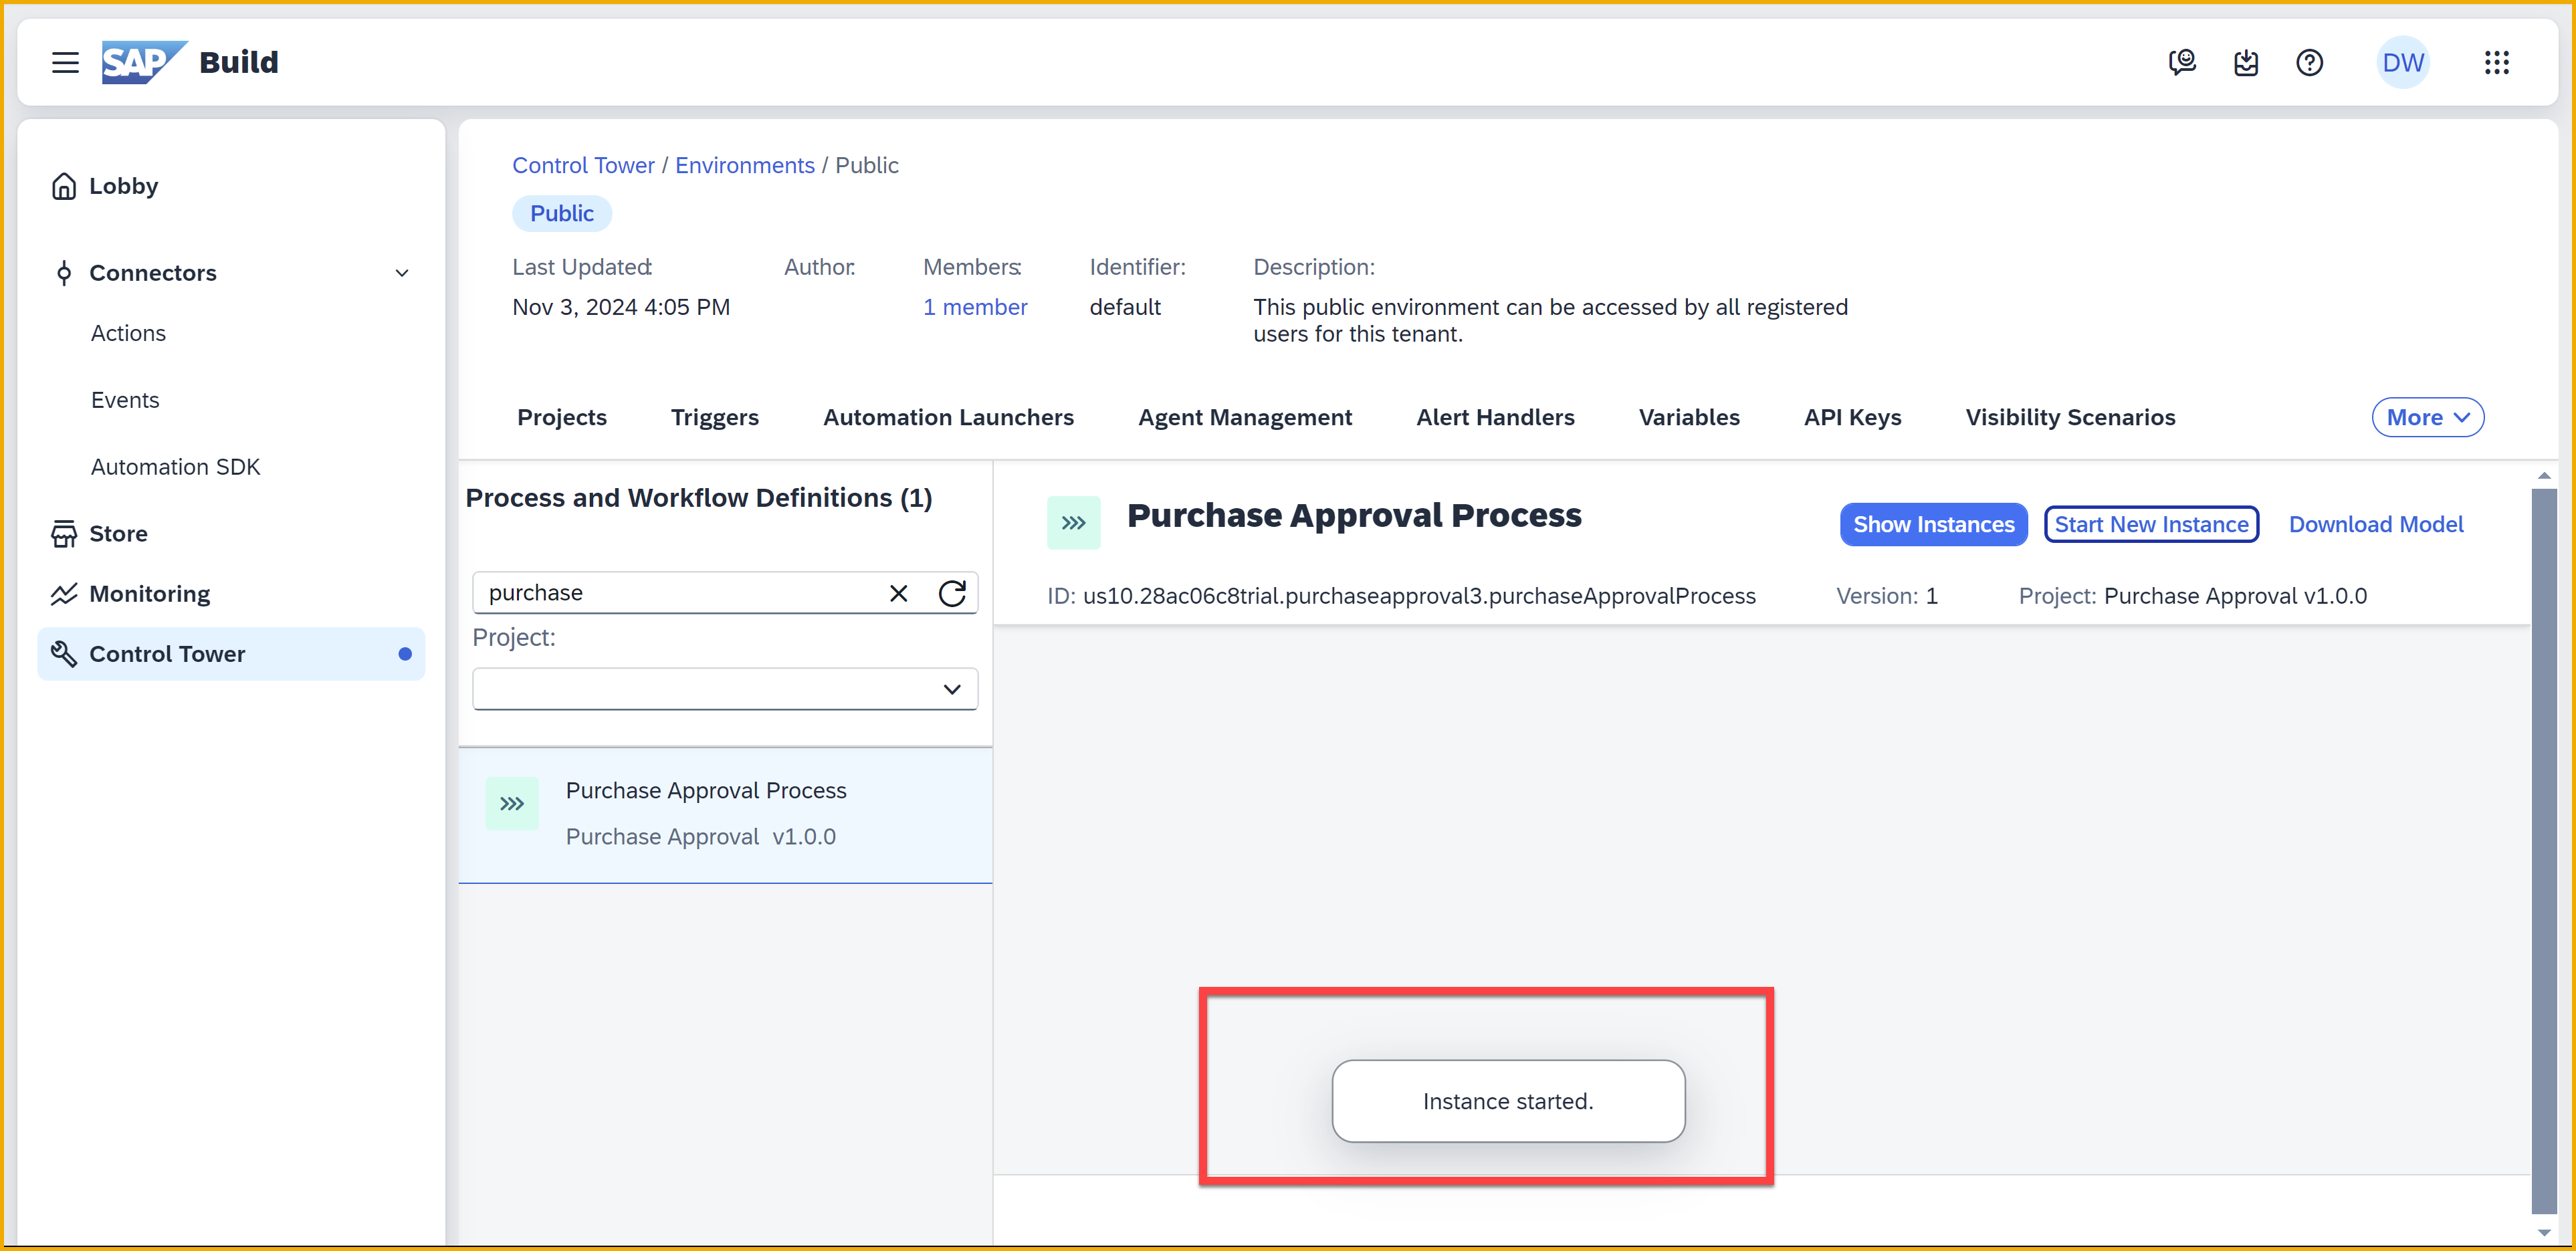 SAP Build
DW
Lobby
Connectors
Actions
Events
Automation SDK
Store
Monitoring
Control Tower
Control Tower / Environments / Public
Public
Last Updated: Author: Members: Identifier: Description:
Nov 3, 2024 4:05 PM 1 member default This public environment can be accessed by all registered
users for this tenant.
Projects Triggers Automation Launchers Agent Management Alert Handlers Variables API Keys Visibility Scenarios More
Process and Workflow Definitions (1)
purchase
Project:
Purchase Approval Process
Purchase Approval v1.0.0
Purchase Approval Process
Show Instances Start New Instance Download Model
ID: us10.28ac06c8trial.purchaseapproval3.purchaseApprovalProcess Version: 1 Project: Purchase Approval v1.0.0
Instance started.